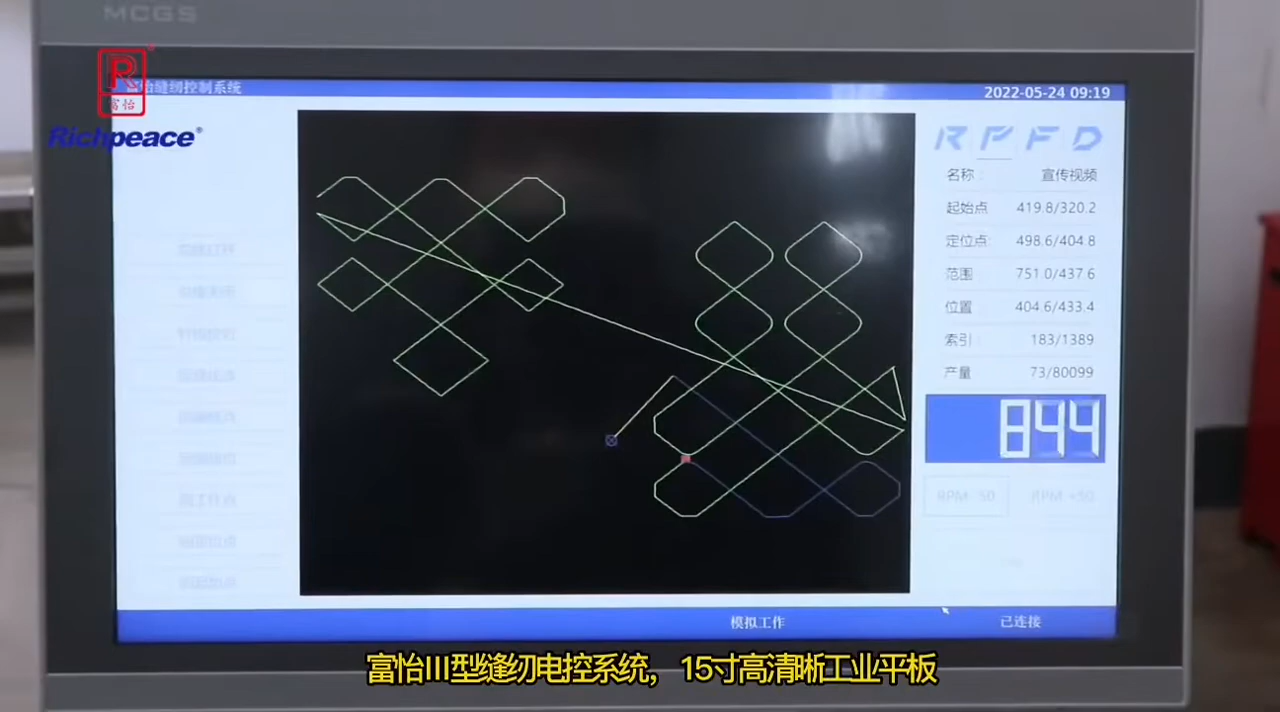 MCGS
R
富怡
Richpeace®
富怡缝纫控制系统
2022-05-24 09:19
R P F D
名称： 宣传视频
起始点 419.8/320.2
定位点: 498.6/404.8
范围 751.0/437.6
位置 404.6/433.4
索引： 183/1389
产量 73/80099
844
RPM -50
RPM +50
模拟工作
已连接
富怡III型缝纫电控系统，15寸高清晰工业平板